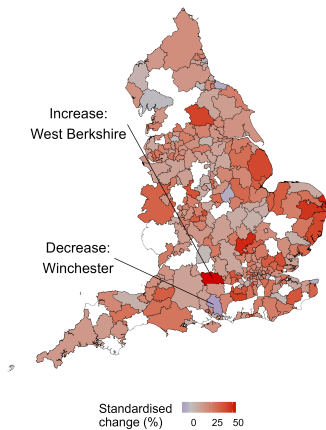 Increase:
West Berkshire
Decrease:
Winchester
Standardised
change (%)
0 25 50